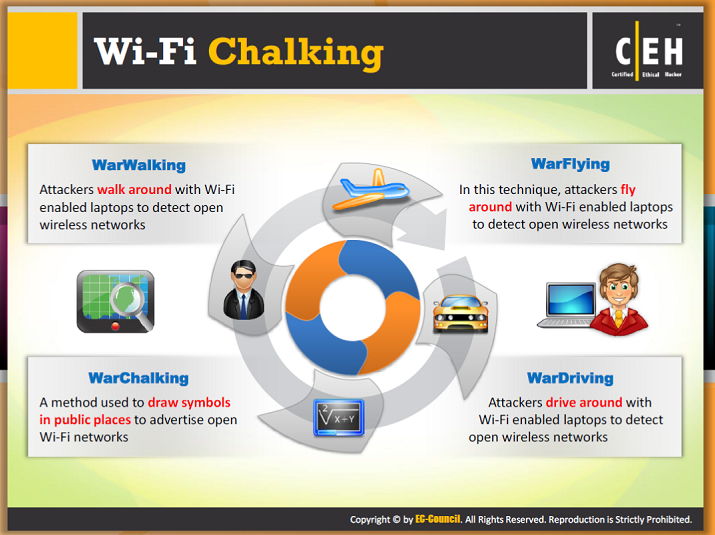 Wi-Fi Chalking
C|EH
Certified Ethical Hacker
WarWalking
Attackers walk around with Wi-Fi
enabled laptops to detect open
wireless networks
WarFlying
In this technique, attackers fly
around with Wi-Fi enabled laptops
to detect open wireless networks
WarChalking
A method used to draw symbols
in public places to advertise open
Wi-Fi networks
2√X÷Y
WarDriving
Attackers drive around with
Wi-Fi enabled laptops to detect
open wireless networks
Copyright © by EC-Council. All Rights Reserved. Reproduction is Strictly Prohibited.